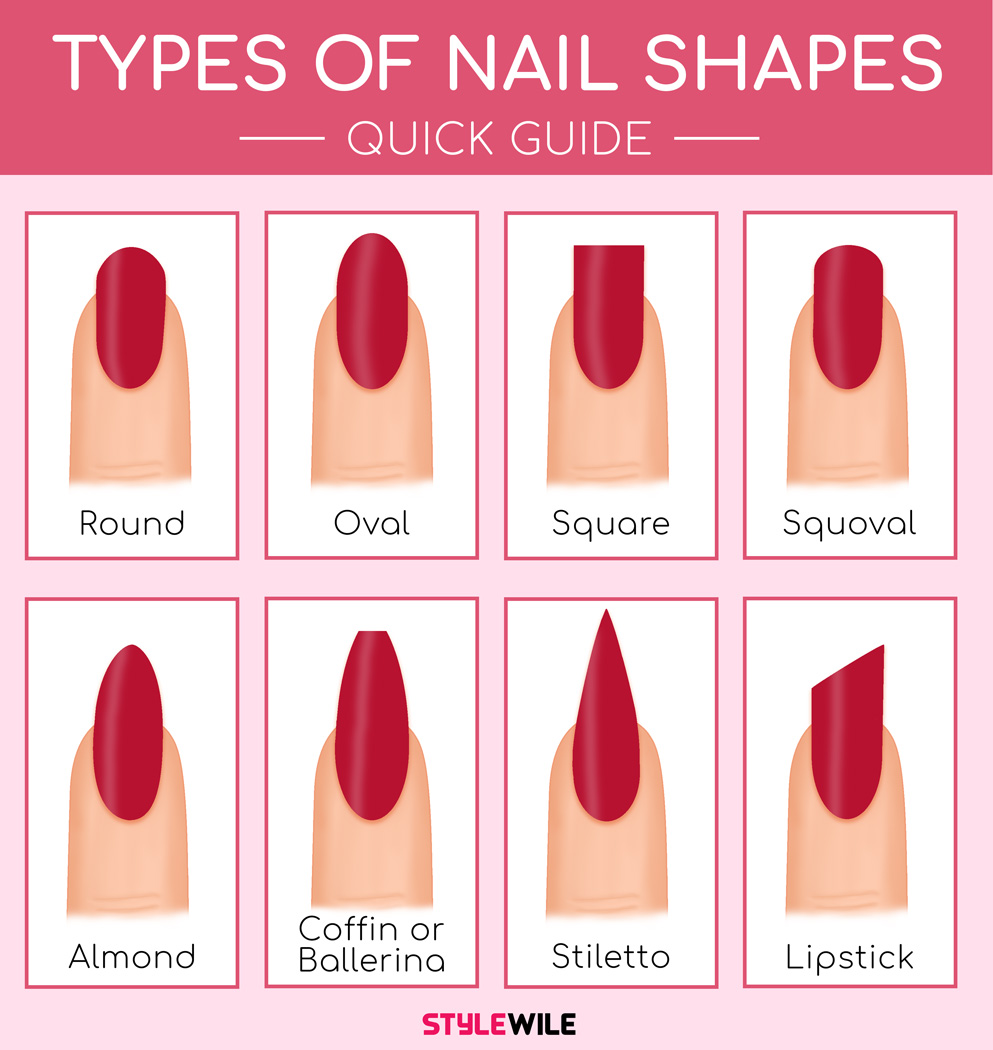 TYPES OF NAIL SHAPES
QUICK GUIDE
Round
Oval
Square
Squoval
Almond
Coffin or
Ballerina
Stiletto
Lipstick
STYLEWILE